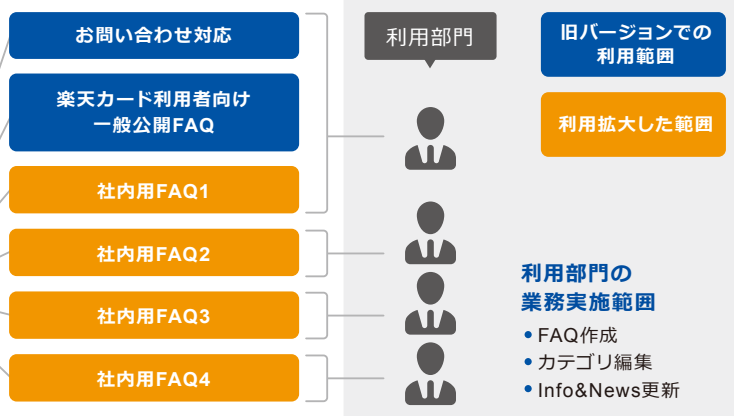 お問い合わせ対応
楽天カード利用者向け
一般公開FAQ
社内用FAQ1
社内用FAQ2
社内用FAQ3
社内用FAQ4
利用部門
旧バージョンでの
利用範囲
利用拡大した範囲
利用部門の
業務実施範囲
• FAQ作成
• カテゴリ編集
• Info&News更新